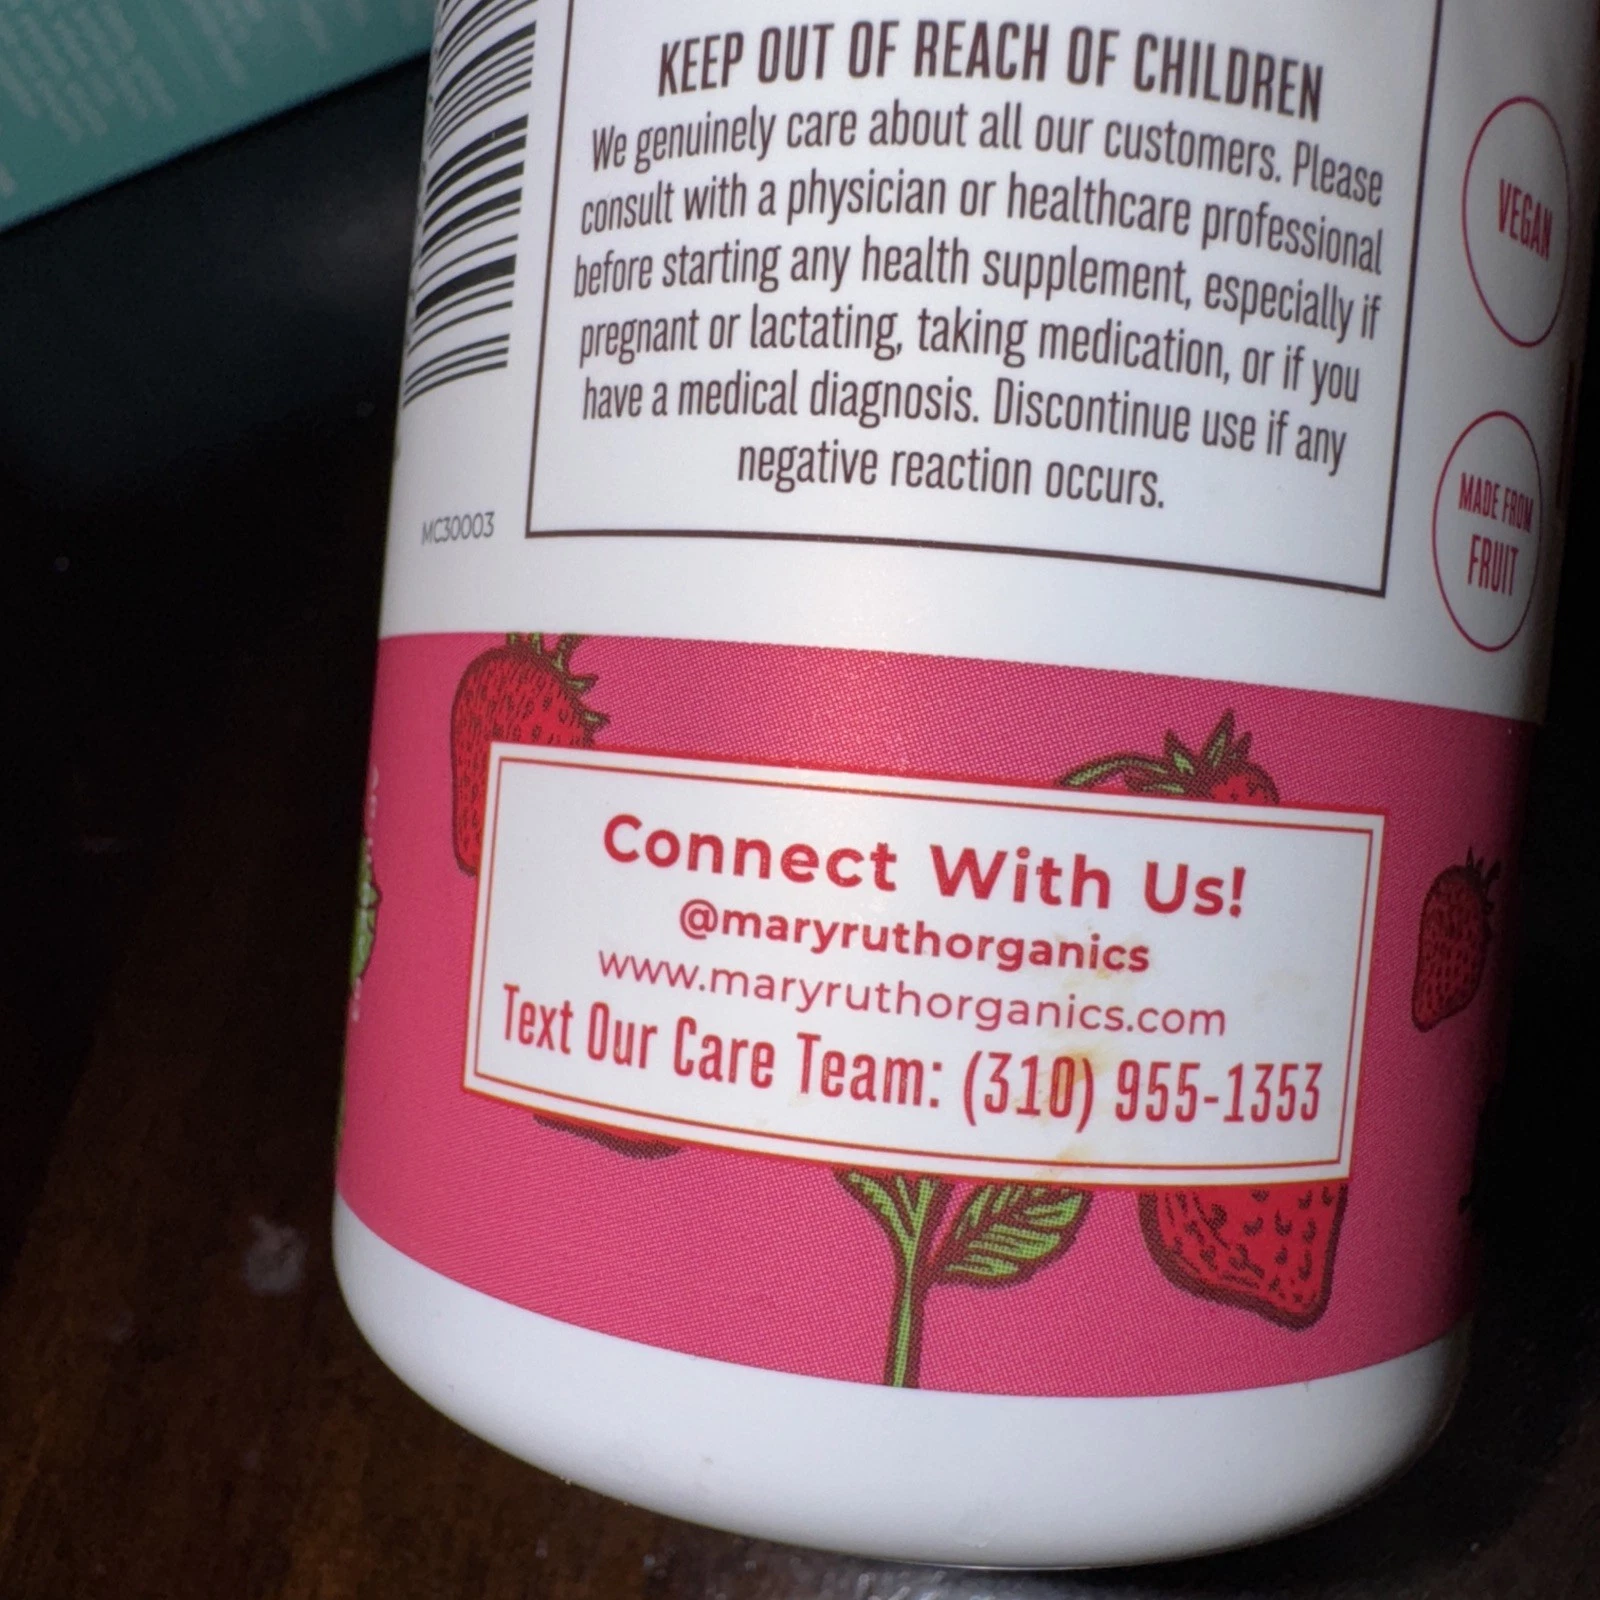 KEEP OUT OF REACH OF CHILDREN
We genuinely care about all our customers. Please
consult with a physician or healthcare professional
before starting any health supplement, especially if
pregnant or lactating, taking medication, or if you
have a medical diagnosis. Discontinue use if any
negative reaction occurs.
MC30003
VEGAN
MADE FROM
FRUIT
Connect With Us!
@maryruthorganics
www.maryruthorganics.com
Text Our Care Team: (310) 955-1353